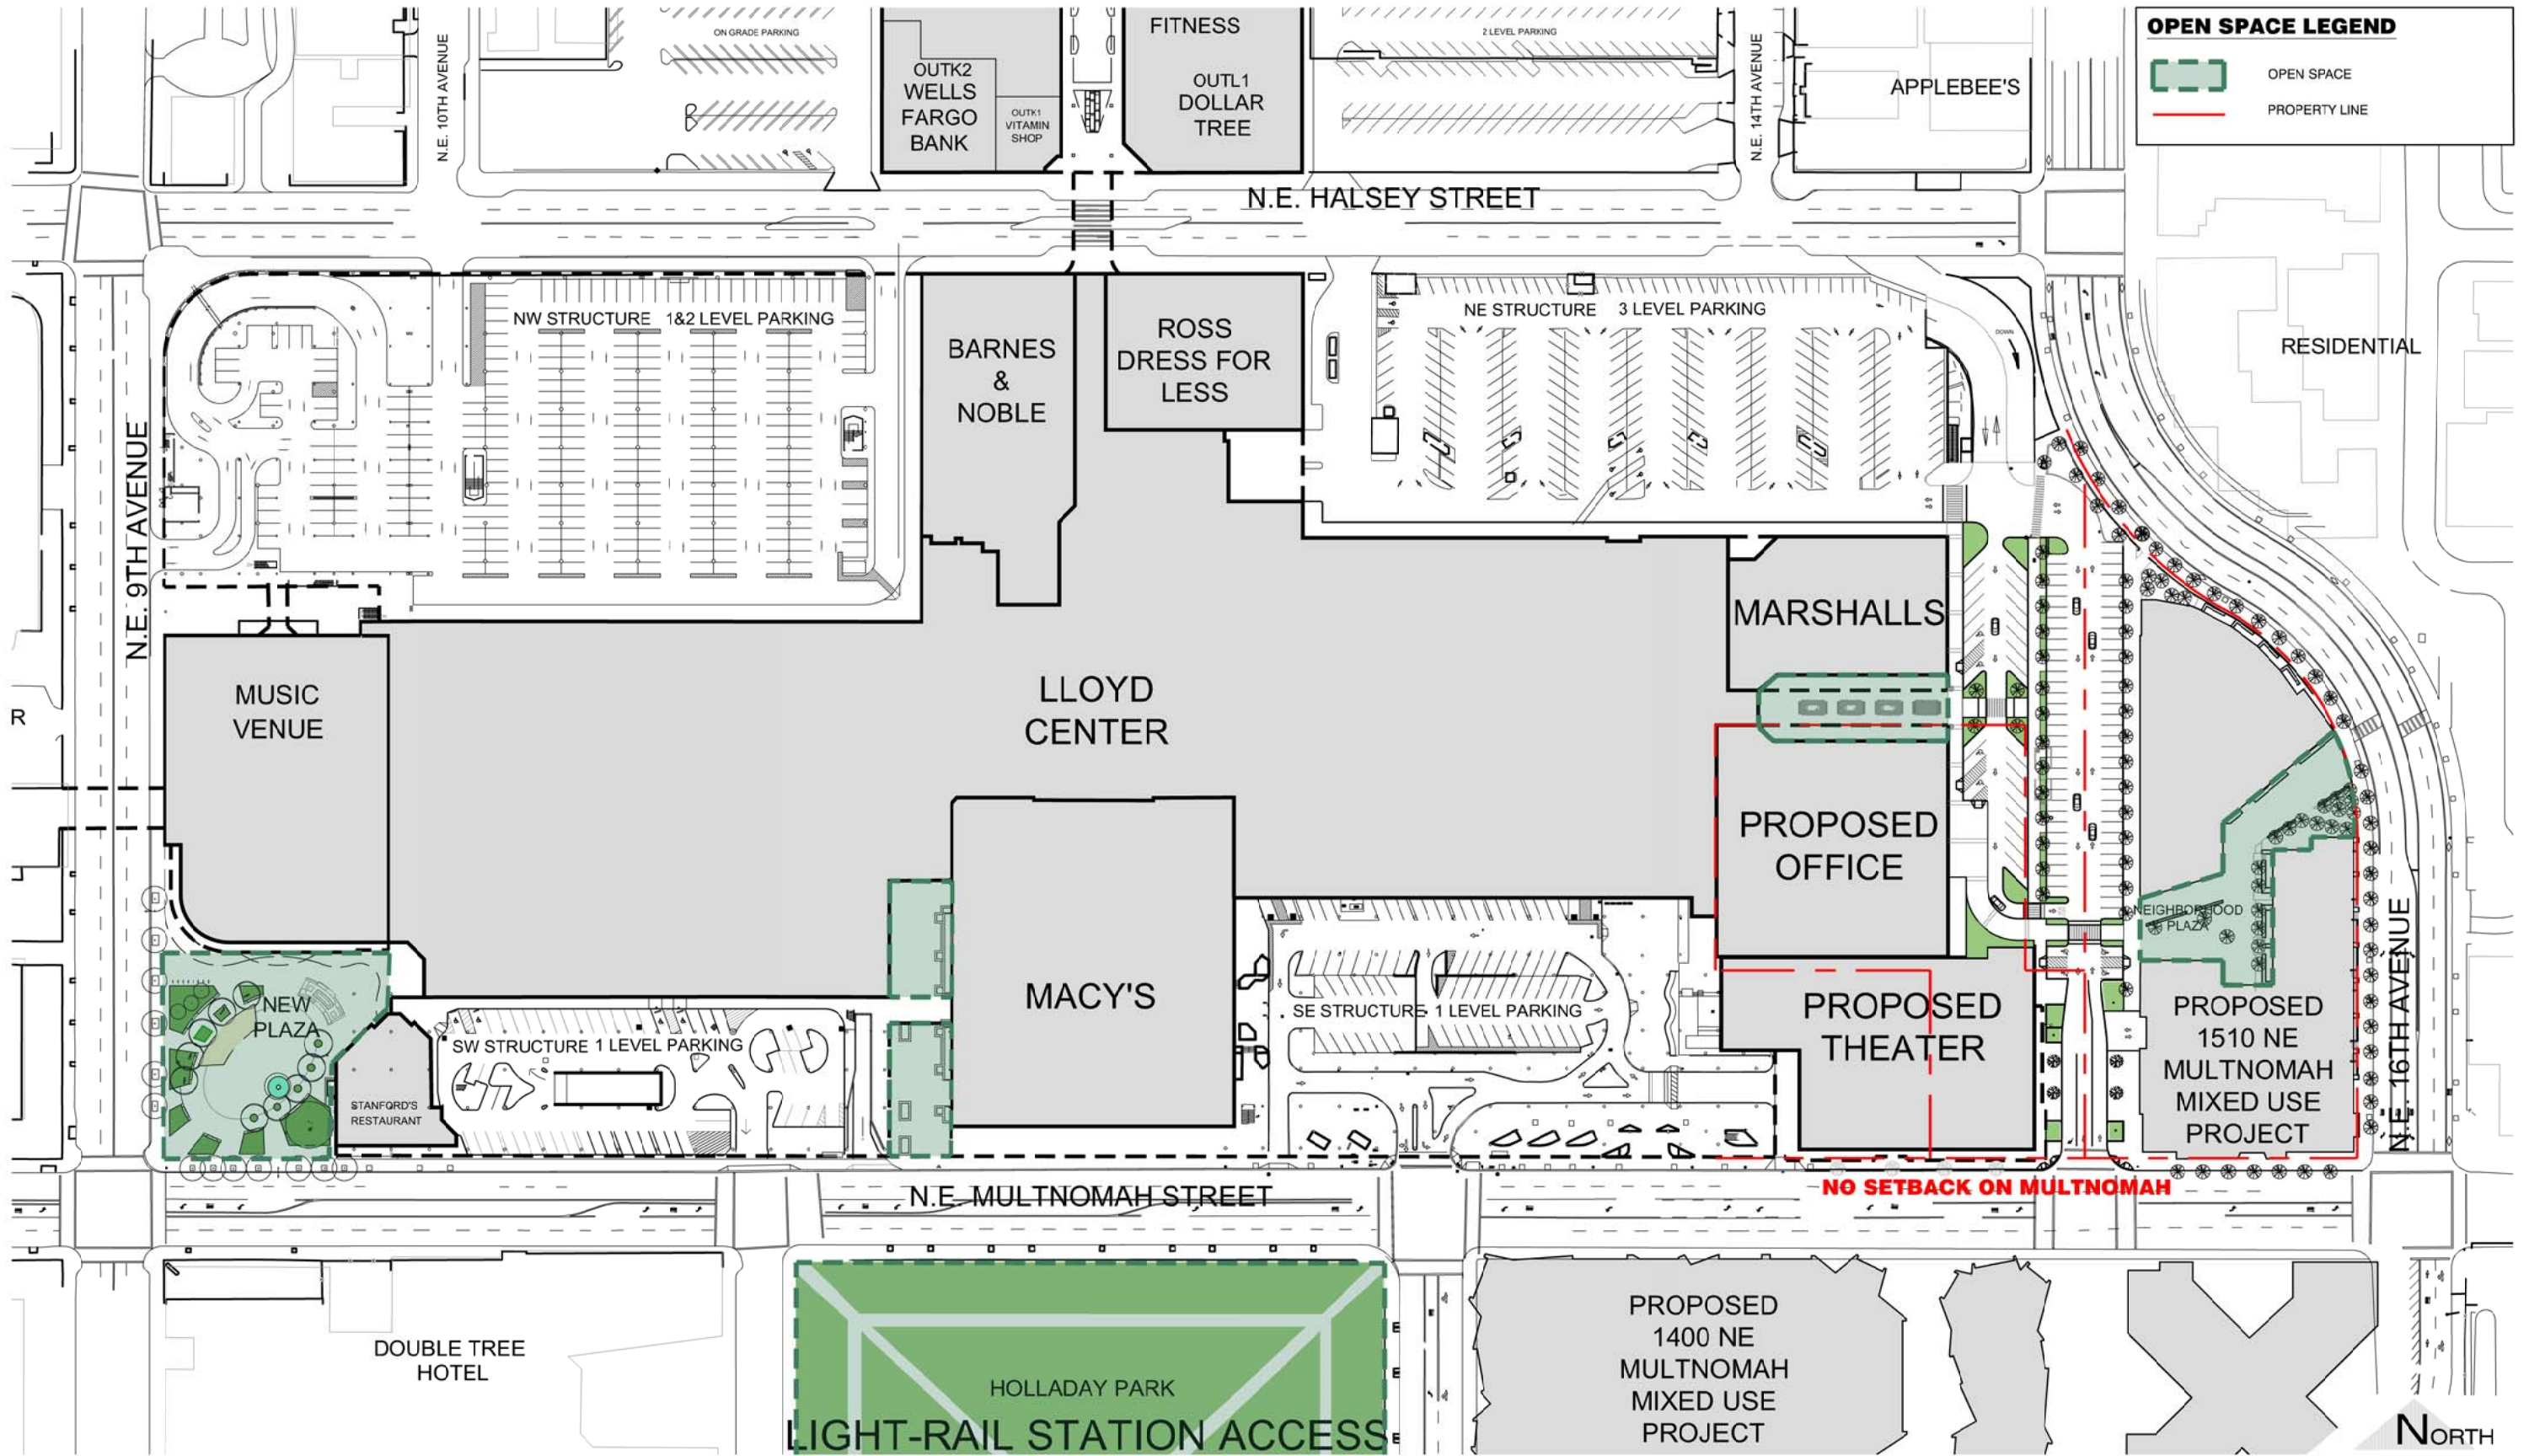 OPEN SPACE LEGEND
OPEN SPACE
PROPERTY LINE
N.E. 10TH AVENUE
ON GRADE PARKING
OUTK2
WELLS
FARGO
BANK
OUTK1
VITAMIN
SHOP
FITNESS
OUTL1
DOLLAR
TREE
2 LEVEL PARKING
N.E. 14TH AVENUE
APPLEBEE'S
N.E. HALSEY STREET
NW STRUCTURE 1&2 LEVEL PARKING
BARNES
&
NOBLE
ROSS
DRESS FOR
LESS
NE STRUCTURE 3 LEVEL PARKING
DOWN
RESIDENTIAL
N.E. 9TH AVENUE
R
MUSIC
VENUE
LLOYD
CENTER
MARSHALLS
PROPOSED
OFFICE
NEIGHBORHOOD
PLAZA
N.E. 16TH AVENUE
NEW
PLAZA
STANFORD'S
RESTAURANT
SW STRUCTURE 1 LEVEL PARKING
MACY'S
SE STRUCTURE 1 LEVEL PARKING
PROPOSED
THEATER
PROPOSED
1510 NE
MULTNOMAH
MIXED USE
PROJECT
N.E. MULTNOMAH STREET
NO SETBACK ON MULTNOMAH
DOUBLE TREE
HOTEL
HOLLADAY PARK
LIGHT-RAIL STATION ACCESS
PROPOSED
1400 NE
MULTNOMAH
MIXED USE
PROJECT
NORTH